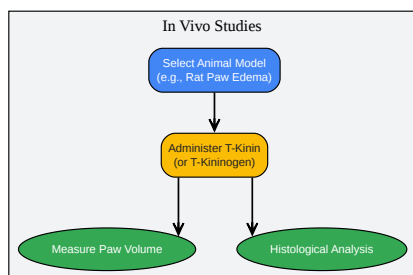 In Vivo Studies
Select Animal Model
(e.g., Rat Paw Edema)
Administer T-Kinin
(or T-Kininogen)
Measure Paw Volume
Histological Analysis